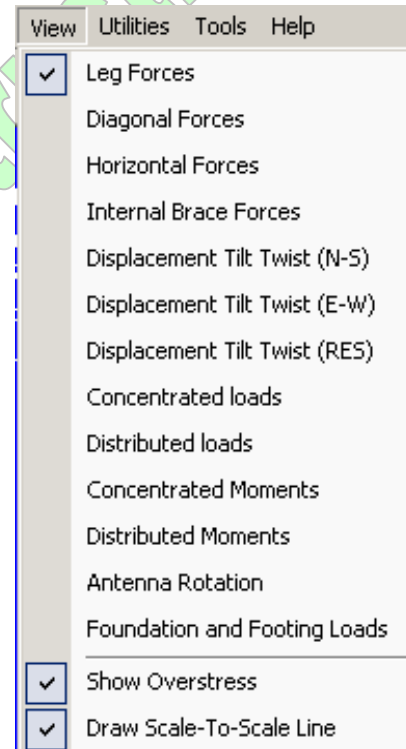 View Utilities Tools Help
Leg Forces
Diagonal Forces
Horizontal Forces
Internal Brace Forces
Displacement Tilt Twist (N-S)
Displacement Tilt Twist (E-W)
Displacement Tilt Twist (RES)
Concentrated loads
Distributed loads
Concentrated Moments
Distributed Moments
Antenna Rotation
Foundation and Footing Loads
Show Overstress
Draw Scale-To-Scale Line